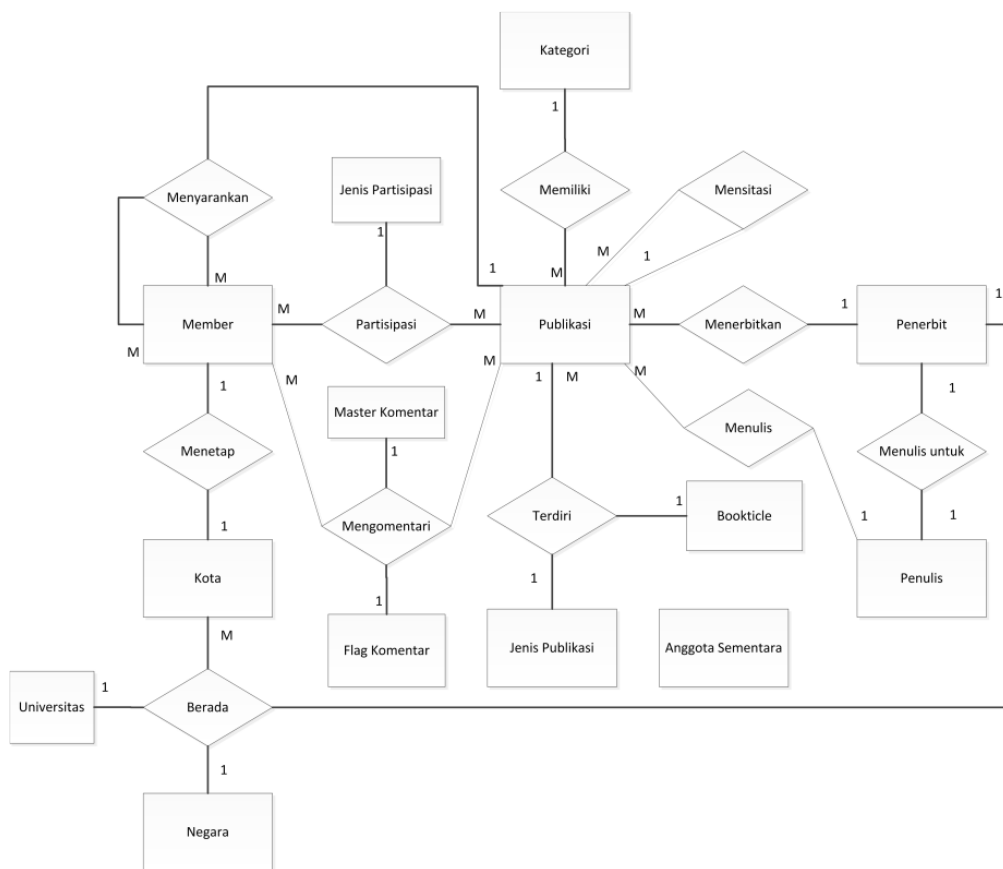 Kategori
1
Memiliki
M
Mensitasi
M
1
Menyarankan
M
1
Jenis Partisipasi
1
Member
M
Partisipasi
M
Publikasi
M
Menerbitkan
1
Penerbit
1
M
1
M
M
1
M
M
1
Master Komentar
1
Menetap
Menulis
Menulis untuk
1
1
1
Mengomentari
Terdiri
1
Bookticle
Kota
1
1
Penulis
M
Flag Komentar
Jenis Publikasi
Anggota Sementara
Universitas
1
Berada
1
Negara